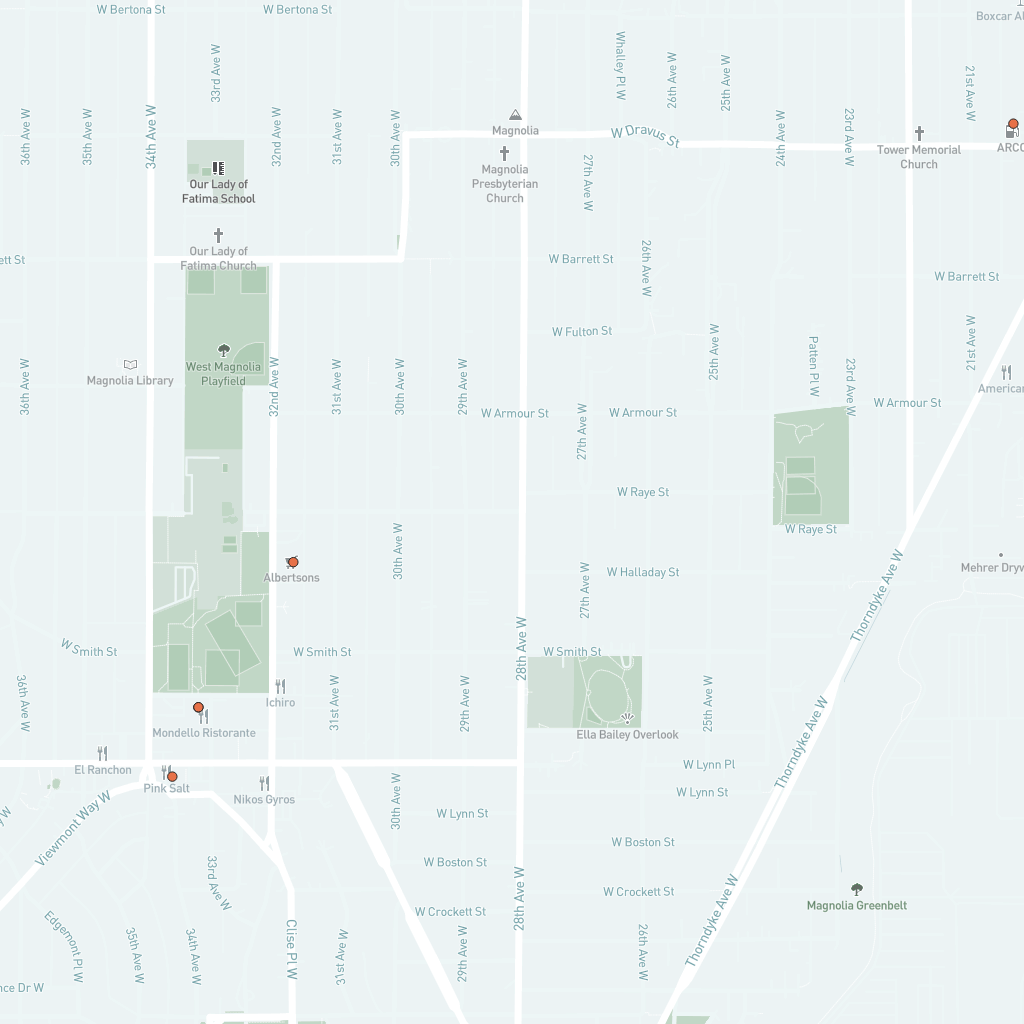 W Bertona St
W Bertona St
Boxcar Al
33rd Ave W
Whalley Pl W
26th Ave W
25th Ave W
21st Ave W
36th Ave W
35th Ave W
34th Ave W
32nd Ave W
31st Ave W
30th Ave W
Magnolia
W Dravus St
24th Ave W
23rd Ave W
Tower Memorial
Church
ARCO
Magnolia
Presbyterian
Church
27th Ave W
Our Lady of
Fatima School
Our Lady of
Fatima Church
ett St
W Barrett St
26th Ave W
W Barrett St
W Fulton St
25th Ave W
21st Ave W
Patten Pl W
23rd Ave W
West Magnolia
Playfield
Magnolia Library
36th Ave W
32nd Ave W
31st Ave W
30th Ave W
29th Ave W
American
W Armour St
W Armour St
W Armour St
27th Ave W
W Raye St
W Raye St
30th Ave W
Albertsons
W Halladay St
27th Ave W
Mehrer Dryw
Thorndyke Ave W
W Smith St
W Smith St
W Smith St
28th Ave W
36th Ave W
Ichiro
31st Ave W
29th Ave W
25th Ave W
Mondello Ristorante
Ella Bailey Overlook
Thorndyke Ave W
El Ranchon
Pink Salt
Nikos Gyros
W Lynn Pl
W Lynn St
30th Ave W
W Lynn St
y W
Viewmont Way W
W Boston St
W Boston St
33rd Ave W
28th Ave W
W Crockett St
W Crockett St
Magnolia Greenbelt
Thorndyke Ave W
Edgemont Pl W
35th Ave W
34th Ave W
Clise Pl W
31st Ave W
29th Ave W
26th Ave W
nce Dr W